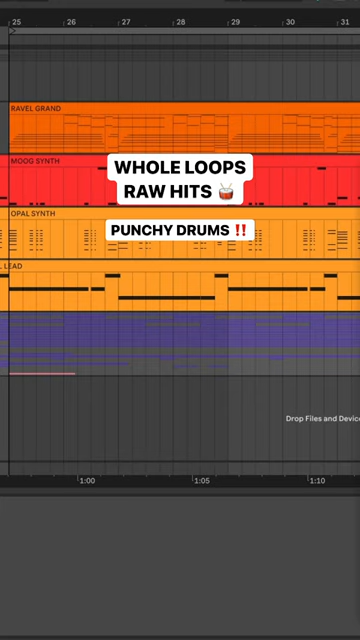 25 26 27 28 29 30 31
RAVEL GRAND
MOOG SYNTH
WHOLE LOOPS
RAW HITS 🥁
OPAL SYNTH
PUNCHY DRUMS ‼️
LEAD
Drop Files and Device
1:00 1:05 1:10